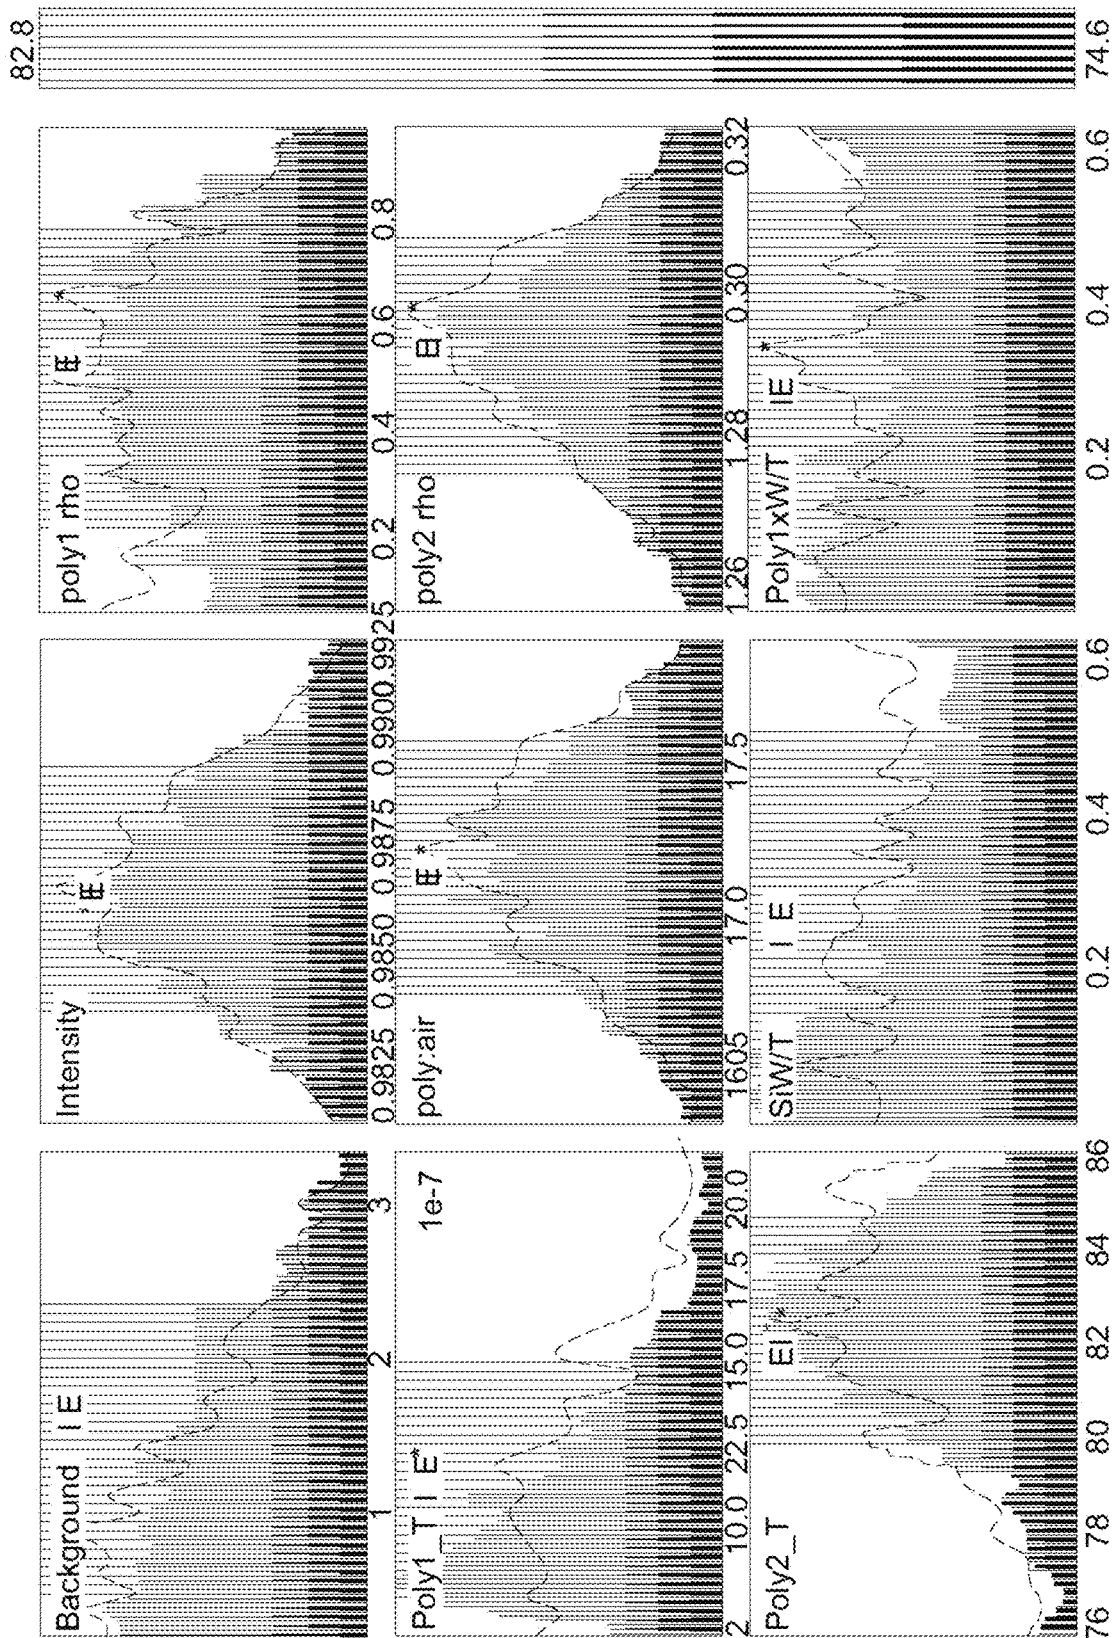 Background I E
1 2 3
Intensity
* E
0.9825 0.9850 0.9875 0.9900 0.9925
poly1 rho
*
0.2 0.4 0.6 0.8
82.8
Poly1_T I E*
1e-7
2 10.0 22.5 15.0 17.5 20.0
poly:air
E *
1605 17.0 17.5
poly2 rho
*
1.26 1.28 0.30 0.32
Poly2_T
EI *
76 78 80 82 84 86
SiW/T
I E
0.2 0.4 0.6
Poly1xW/T
IE *
0.2 0.4 0.6
74.6